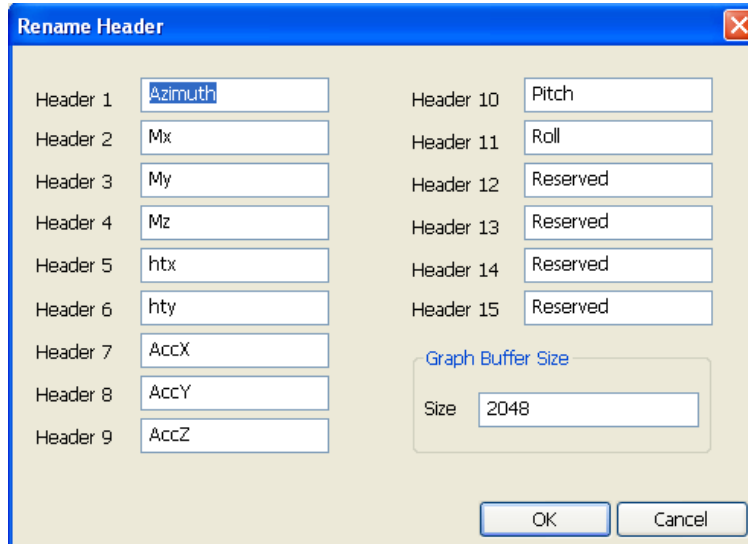 Rename Header
Header 1 Azimuth
Header 2 Mx
Header 3 My
Header 4 Mz
Header 5 htx
Header 6 hty
Header 7 AccX
Header 8 AccY
Header 9 AccZ
Header 10 Pitch
Header 11 Roll
Header 12 Reserved
Header 13 Reserved
Header 14 Reserved
Header 15 Reserved
Graph Buffer Size
Size 2048
OK Cancel